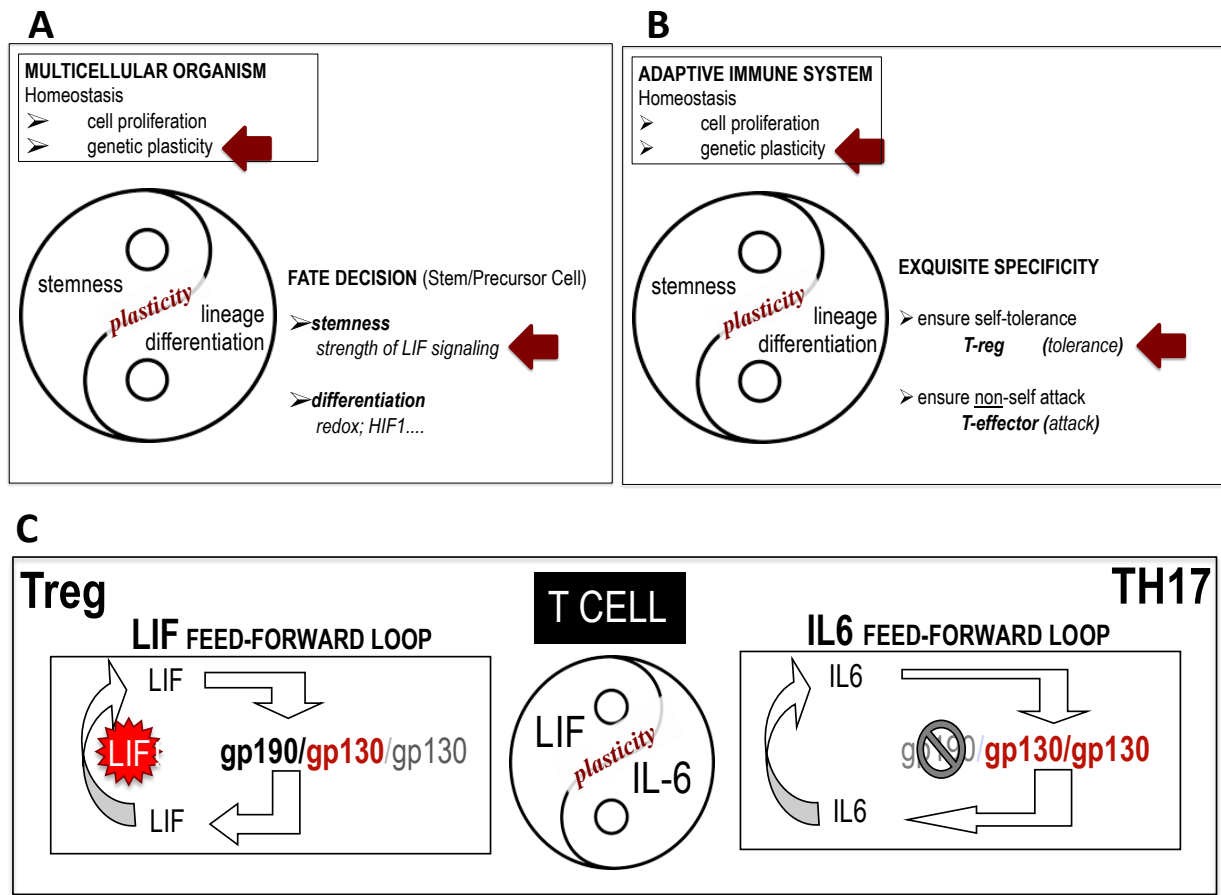 A
MULTICELLULAR ORGANISM
Homeostasis
➢ cell proliferation
➢ genetic plasticity
stemness
plasticity
lineage
differentiation
FATE DECISION (Stem/Precursor Cell)
➢stemness
strength of LIF signaling
➢differentiation
redox; HIF1....
B
ADAPTIVE IMMUNE SYSTEM
Homeostasis
➢ cell proliferation
➢ genetic plasticity
stemness
plasticity
lineage
differentiation
EXQUISITE SPECIFICITY
➢ ensure self-tolerance
T-reg (tolerance)
➢ ensure non-self attack
T-effector (attack)
C
Treg
LIF FEED-FORWARD LOOP
LIF
LIF
gp190/gp130/gp130
LIF
T CELL
LIF
plasticity
IL-6
TH17
IL6 FEED-FORWARD LOOP
IL6
gp190/gp130/gp130
IL6